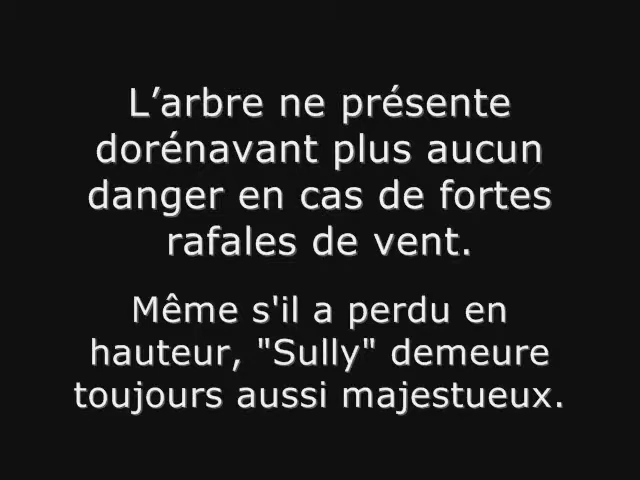 L’arbre ne présente
dorénavant plus aucun
danger en cas de fortes
rafales de vent.
Même s'il a perdu en
hauteur, "Sully" demeure
toujours aussi majestueux.